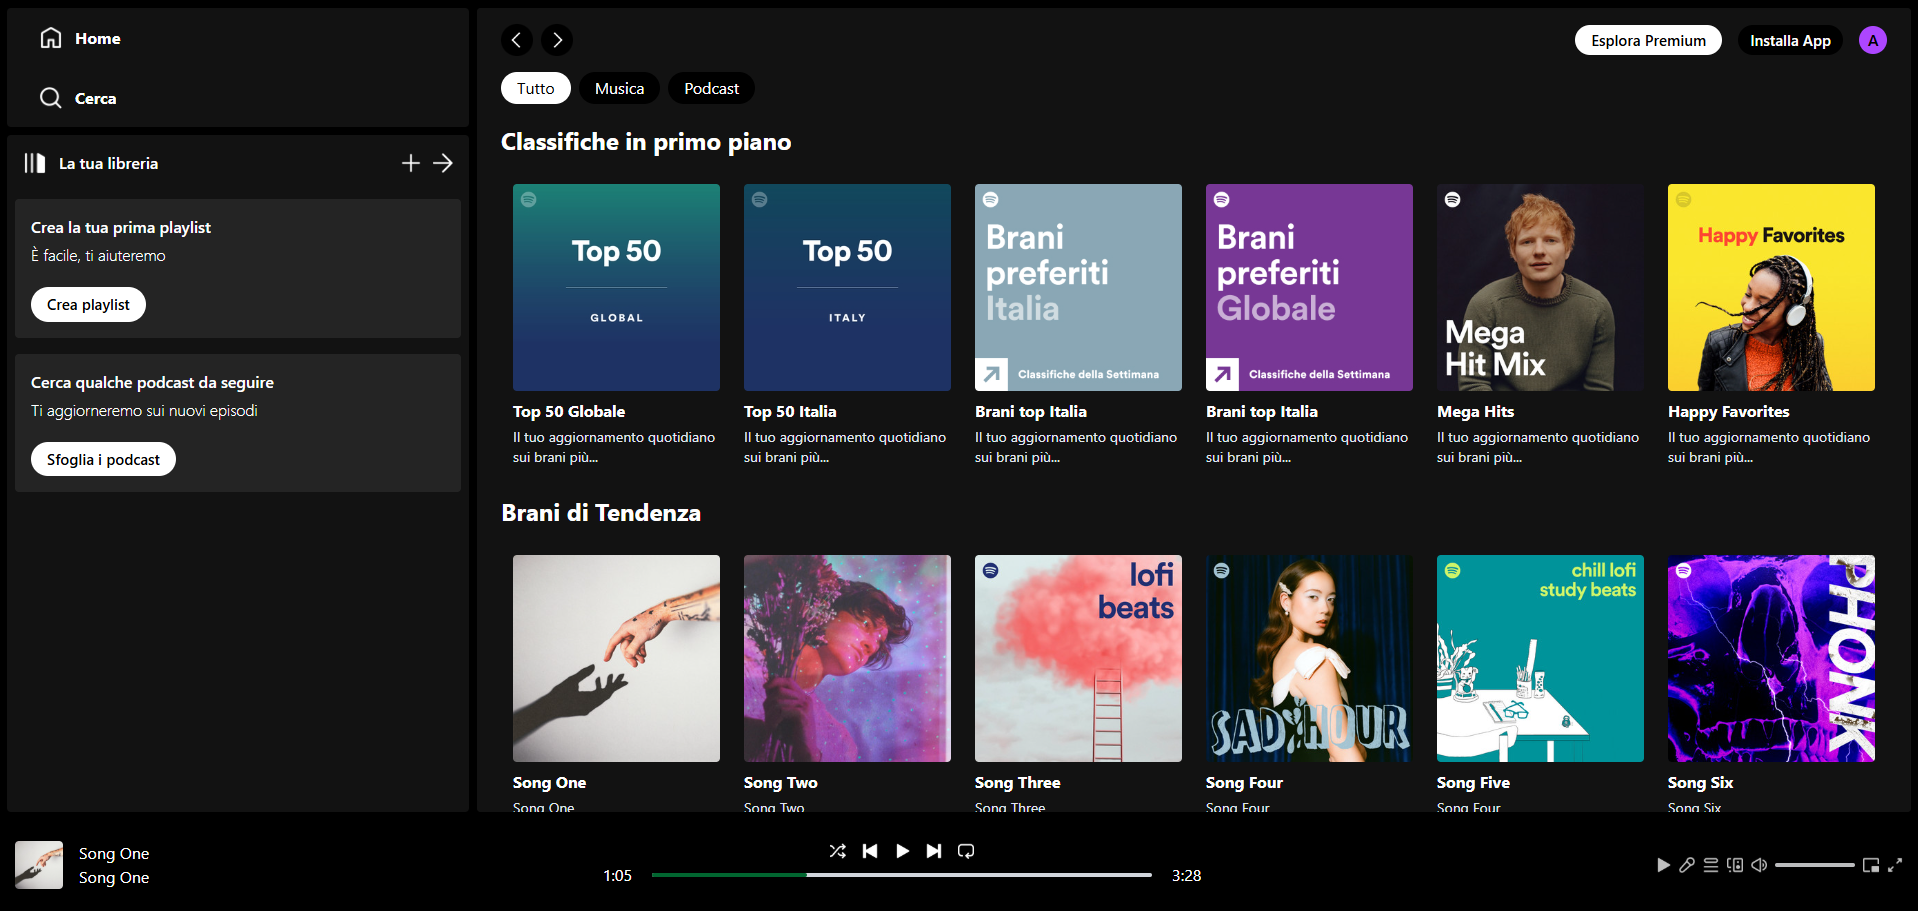 Home
Cerca
La tua libreria
Crea la tua prima playlist
È facile, ti aiuteremo
Crea playlist
Cerca qualche podcast da seguire
Ti aggiorneremo sui nuovi episodi
Sfoglia i podcast
Esplora Premium
Installa App
A
Tutto
Musica
Podcast
Classifiche in primo piano
Top 50
GLOBAL
Top 50 Globale
Il tuo aggiornamento quotidiano
sui brani più...
Top 50
ITALY
Top 50 Italia
Il tuo aggiornamento quotidiano
sui brani più...
Brani
preferiti
Italia
Classifiche della Settimana
Brani top Italia
Il tuo aggiornamento quotidiano
sui brani più...
Brani
preferiti
Globale
Classifiche della Settimana
Brani top Italia
Il tuo aggiornamento quotidiano
sui brani più...
Mega
Hit Mix
Mega Hits
Il tuo aggiornamento quotidiano
sui brani più...
Happy Favorites
Happy Favorites
Il tuo aggiornamento quotidiano
sui brani più...
Brani di Tendenza
Song One
Song One
Song Two
Song Two
lofi
beats
Song Three
Song Three
SAD HOUR
Song Four
Song Four
chill lofi
study beats
Song Five
Song Four
PHONK
Song Six
Song Six
Song One
Song One
1:05
3:28